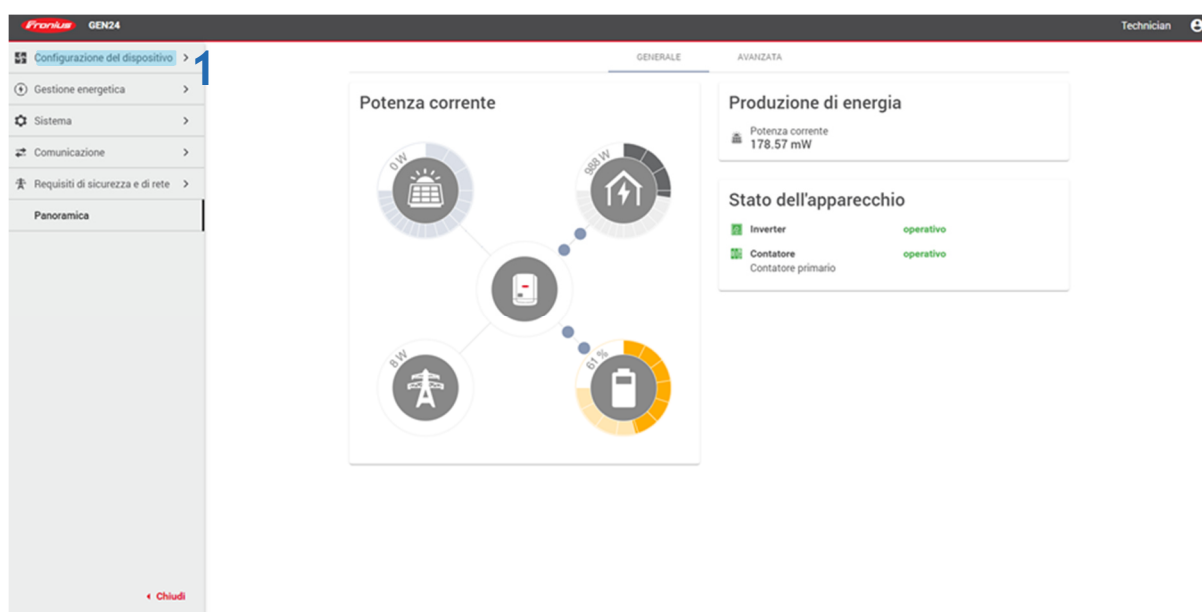 Fronius GEN24
Technician
Configurazione del dispositivo
1
Gestione energetica
Sistema
Comunicazione
Requisiti di sicurezza e di rete
Panoramica
Chiudi
GENERALE AVANZATA
Potenza corrente
0 W
988 W
8 W
61 %
Produzione di energia
Potenza corrente
178.57 mW
Stato dell'apparecchio
Inverter operativo
Contatore operativo
Contatore primario